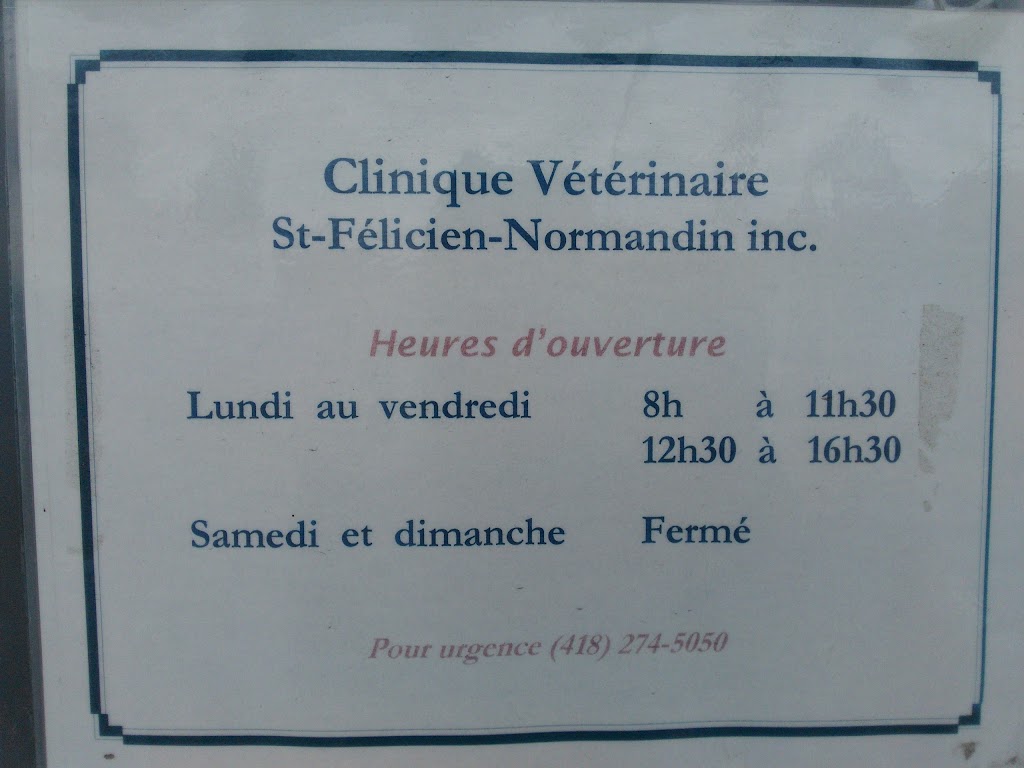 Clinique Vétérinaire
St-Félicien-Normandin inc.
Heures d'ouverture
Lundi au vendredi 8h à 11h30
12h30 à 16h30
Samedi et dimanche Fermé
Pour urgence (418) 274-5050